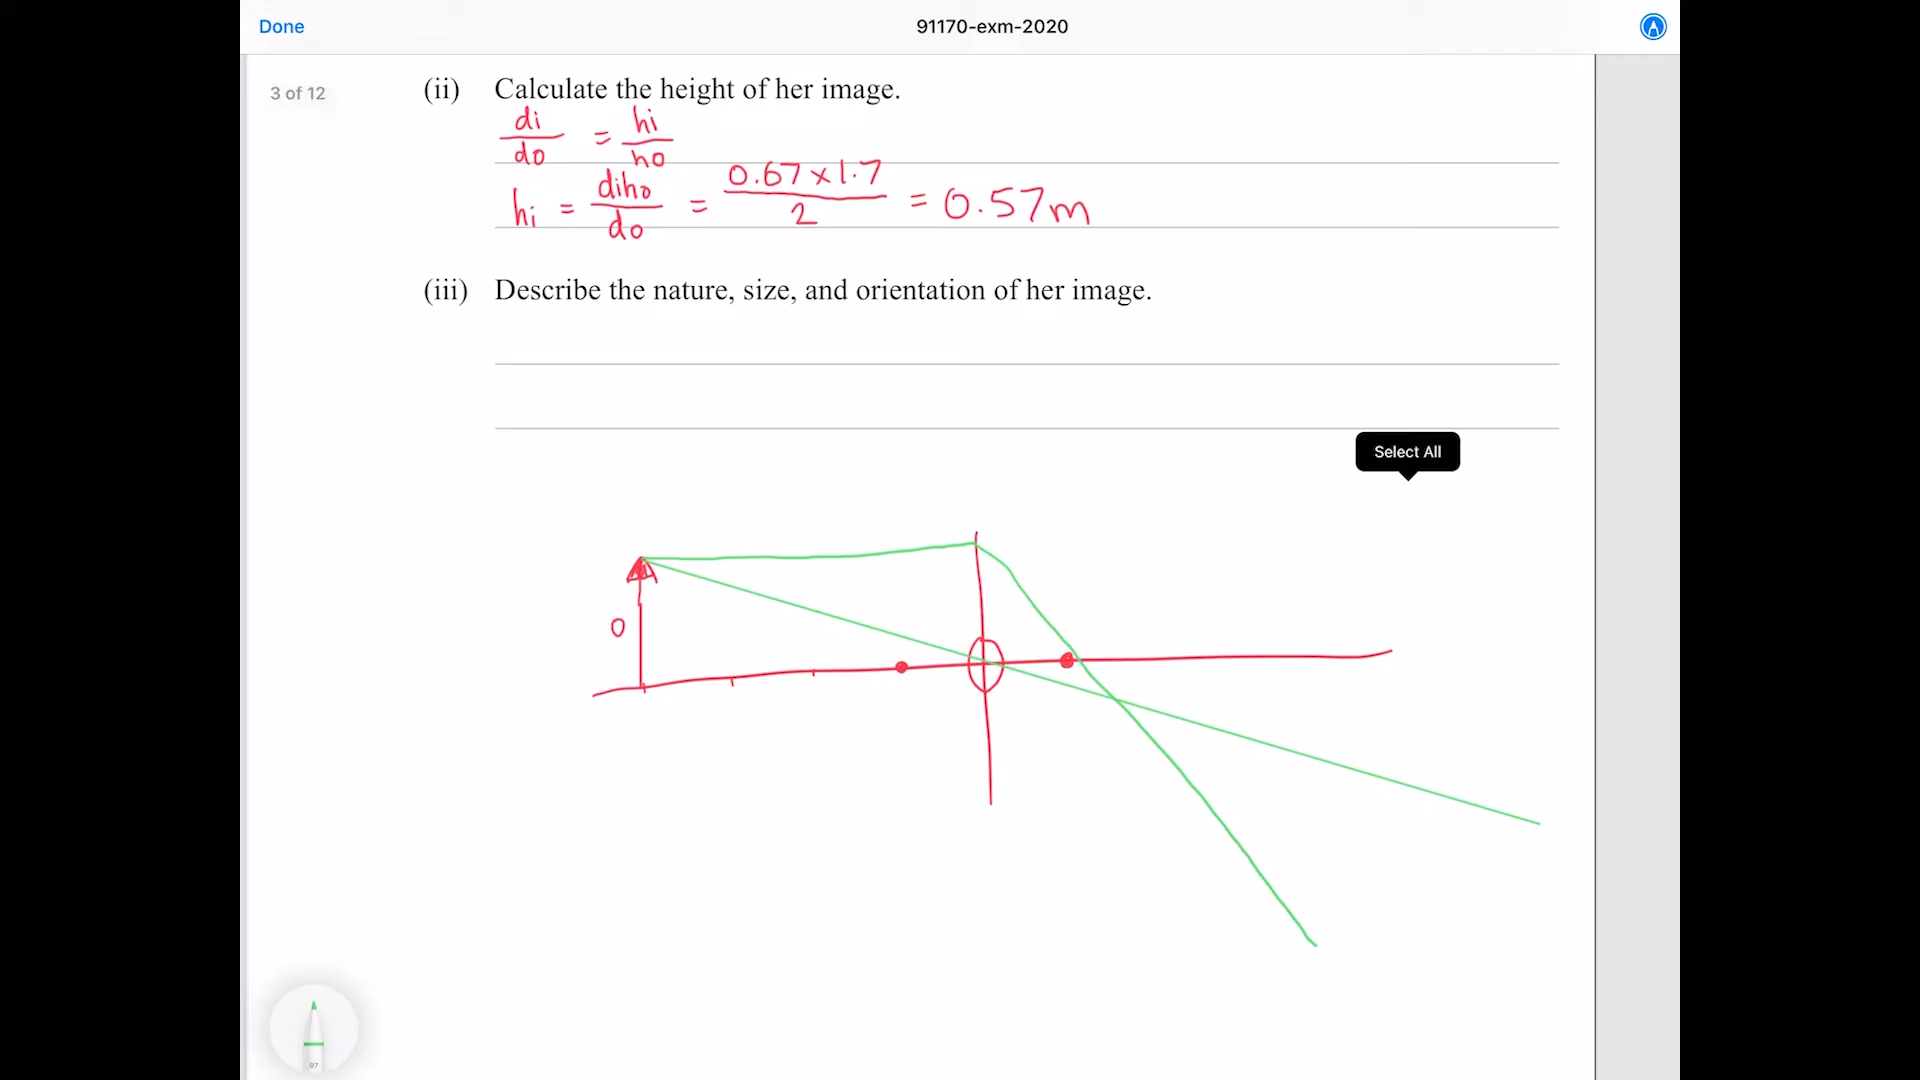 Done
91170-exm-2020
3 of 12
(ii) Calculate the height of her image.
di/do = hi/ho
hi = diho/do = 0.67 x 1.7/2 = 0.57m
(iii) Describe the nature, size, and orientation of her image.
Select All
O
97